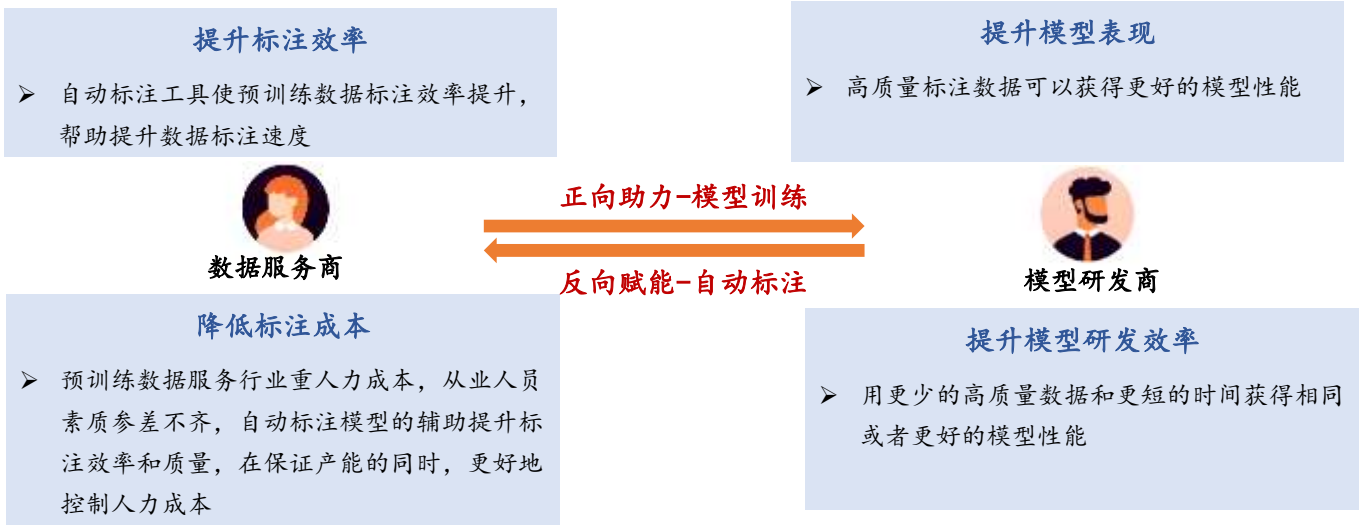 提升标注效率
➢ 自动标注工具使预训练数据标注效率提升，
帮助提升数据标注速度
提升模型表现
➢ 高质量标注数据可以获得更好的模型性能
正向助力-模型训练
反向赋能-自动标注
数据服务商
模型研发商
降低标注成本
➢ 预训练数据服务行业重人力成本，从业人员
素质参差不齐，自动标注模型的辅助提升标
注效率和质量，在保证产能的同时，更好地
控制人力成本
提升模型研发效率
➢ 用更少的高质量数据和更短的时间获得相同
或者更好的模型性能